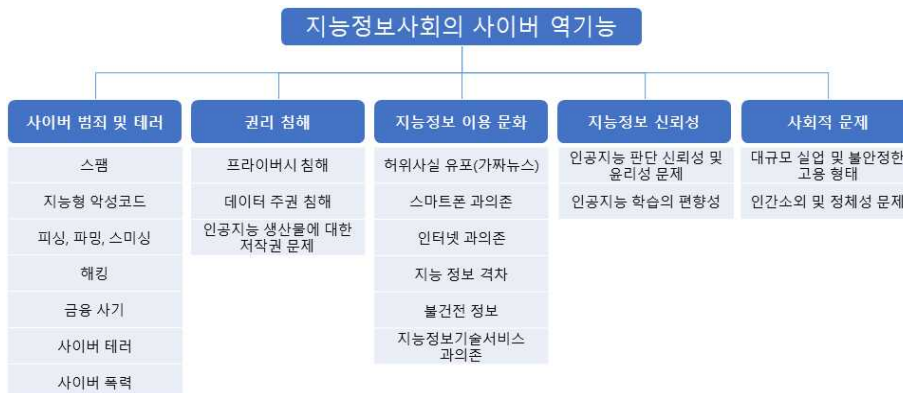 지능정보사회의 사이버 역기능
사이버 범죄 및 테러
스팸
지능형 악성코드
피싱, 파밍, 스미싱
해킹
금융 사기
사이버 테러
사이버 폭력
권리 침해
프라이버시 침해
데이터 주권 침해
인공지능 생산물에 대한
저작권 문제
지능정보 이용 문화
허위사실 유포(가짜뉴스)
스마트폰 과의존
인터넷 과의존
지능 정보 격차
불건전 정보
지능정보기술서비스
과의존
지능정보 신뢰성
인공지능 판단 신뢰성 및
윤리성 문제
인공지능 학습의 편향성
사회적 문제
대규모 실업 및 불안정한
고용 형태
인간소외 및 정체성 문제